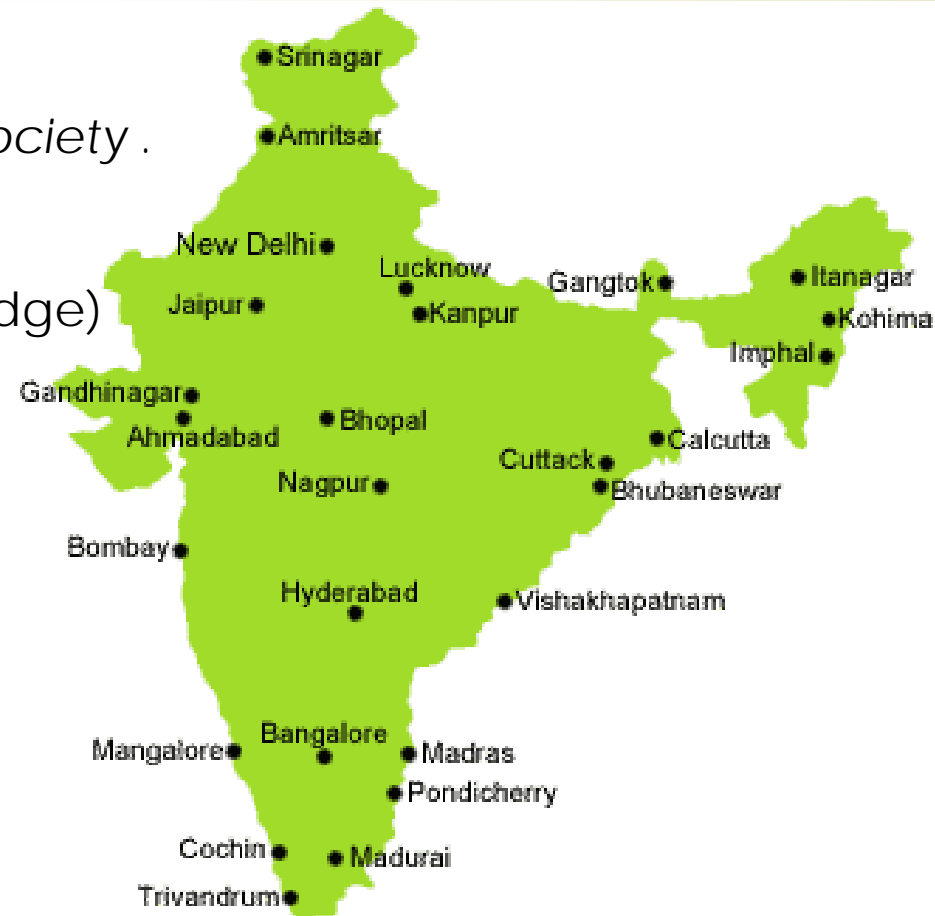 Srinagar
Amritsar
ociety .
New Delhi
Lucknow
Gangtok
Itanagar
Jaipur
Kanpur
dge)
Kohima
Imphal
Gandhinagar
Bhopal
Ahmadabad
Calcutta
Cuttack
Nagpur
Bhubaneswar
Bombay
Hyderabad
Vishakhapatnam
Bangalore
Mangalore
Madras
Pondicherry
Cochin
Madurai
Trivandrum